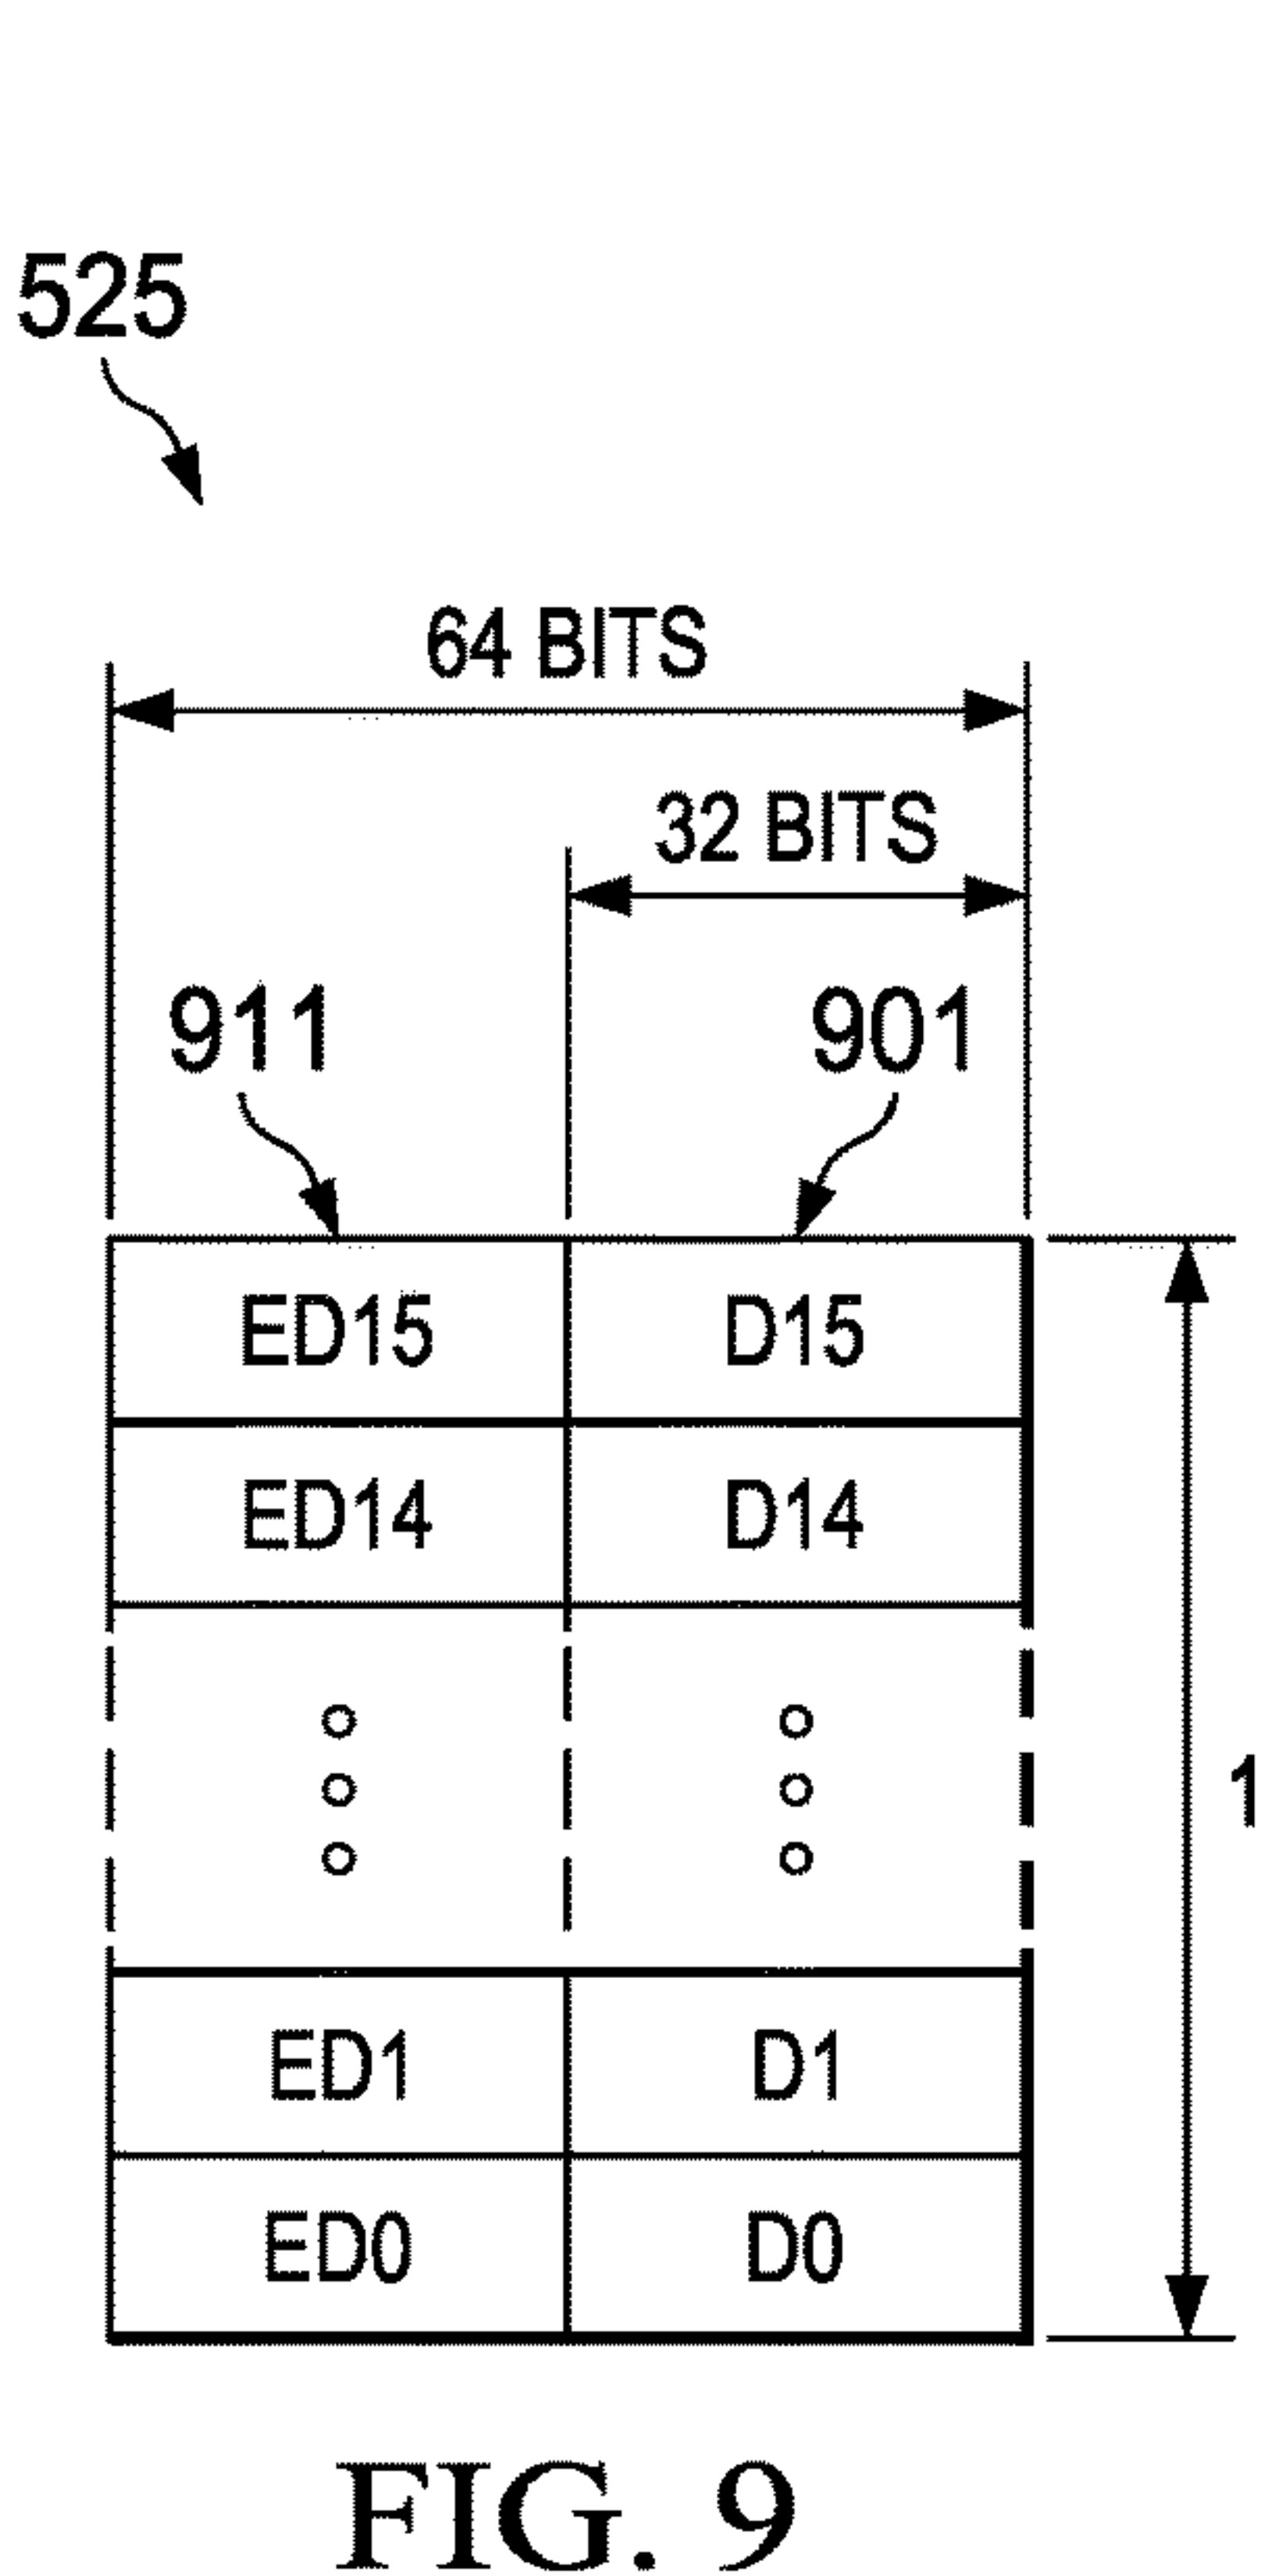 525
64 BITS
32 BITS
911 901
ED15 D15
ED14 D14
1
ED1 D1
ED0 D0
FIG. 9